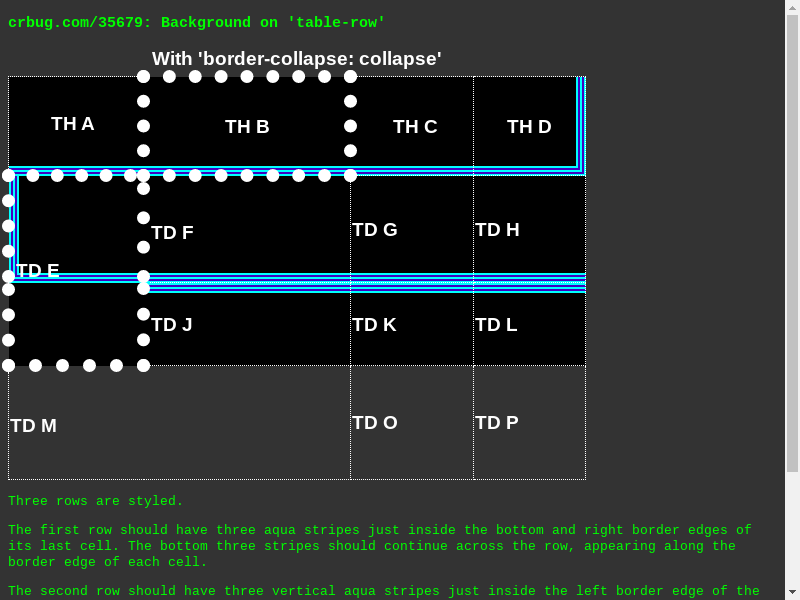 crbug.com/35679: Background on 'table-row'
With 'border-collapse: collapse'
TH A
TH B
TH C
TH D
TD E
TD F
TD G
TD H
TD J
TD K
TD L
TD M
TD O
TD P
Three rows are styled.
The first row should have three aqua stripes just inside the bottom and right border edges of
its last cell. The bottom three stripes should continue across the row, appearing along the
border edge of each cell.
The second row should have three vertical aqua stripes just inside the left border edge of the